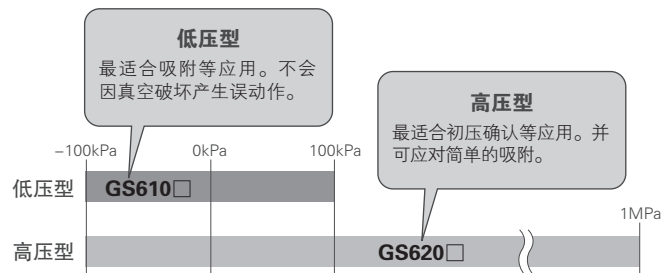 低压型
最适合吸附等应用。不会
因真空破坏产生误动作。
高压型
最适合初压确认等应用。并
可应对简单的吸附。
−100kPa 0kPa 100kPa
低压型 GS610□
1MPa
高压型 GS620□